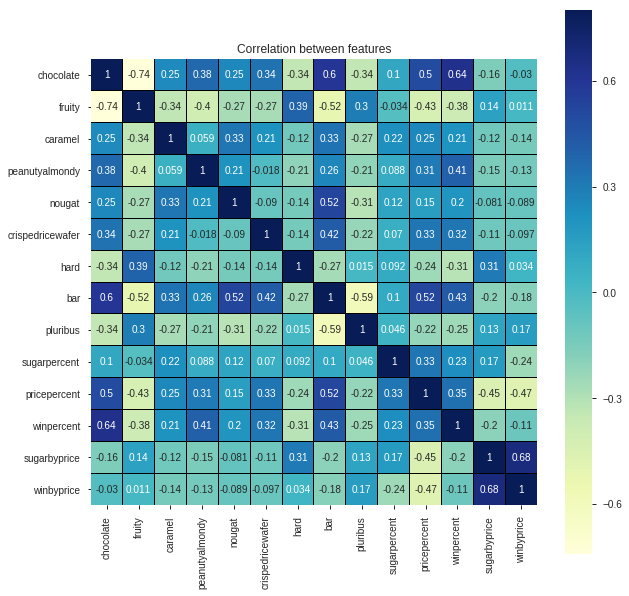 Correlation between features
chocolate 1 -0.74 0.25 0.38 0.25 0.34 -0.34 0.6 -0.34 0.1 0.5 0.64 -0.16 -0.03
fruity -0.74 1 -0.34 -0.4 -0.27 -0.27 0.39 -0.52 0.3 -0.034 -0.43 -0.38 0.14 0.011
caramel 0.25 -0.34 1 0.059 0.33 0.21 -0.12 0.33 -0.27 0.22 0.25 0.21 -0.12 -0.14
peanutyalmondy 0.38 -0.4 0.059 1 0.21 -0.018 -0.21 0.26 -0.21 0.088 0.31 0.41 -0.15 -0.13
nougat 0.25 -0.27 0.33 0.21 1 -0.09 -0.14 0.52 -0.31 0.12 0.15 0.2 -0.081 -0.089
crispedricewafer 0.34 -0.27 0.21 -0.018 -0.09 1 -0.14 0.42 -0.22 0.07 0.33 0.32 -0.11 -0.097
hard -0.34 0.39 -0.12 -0.21 -0.14 -0.14 1 -0.27 0.015 0.092 -0.24 -0.31 0.31 0.034
bar 0.6 -0.52 0.33 0.26 0.52 0.42 -0.27 1 -0.59 0.1 0.52 0.43 -0.2 -0.18
pluribus -0.34 0.3 -0.27 -0.21 -0.31 -0.22 0.015 -0.59 1 0.046 -0.22 -0.25 0.13 0.17
sugarpercent 0.1 -0.034 0.22 0.088 0.12 0.07 0.092 0.1 0.046 1 0.33 0.23 0.17 -0.24
pricepercent 0.5 -0.43 0.25 0.31 0.15 0.33 -0.24 0.52 -0.22 0.33 1 0.35 -0.45 -0.47
winpercent 0.64 -0.38 0.21 0.41 0.2 0.32 -0.31 0.43 -0.25 0.23 0.35 1 -0.2 -0.11
sugarbyprice -0.16 0.14 -0.12 -0.15 -0.081 -0.11 0.31 -0.2 0.13 0.17 -0.45 -0.2 1 0.68
winbyprice -0.03 0.011 -0.14 -0.13 -0.089 -0.097 0.034 -0.18 0.17 -0.24 -0.47 -0.11 0.68 1
chocolate fruity caramel peanutyalmondy nougat crispedricewafer hard bar pluribus sugarpercent pricepercent winpercent sugarbyprice winbyprice
0.6
0.3
0.0
-0.3
-0.6